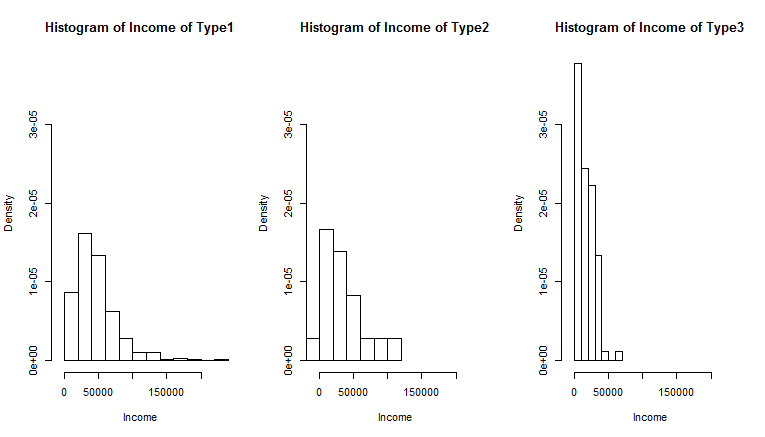 Histogram of Income of Type1
Density
3e-05
2e-05
1e-05
0e+00
0 50000 150000
Income
Histogram of Income of Type2
Density
3e-05
2e-05
1e-05
0e+00
0 50000 150000
Income
Histogram of Income of Type3
Density
3e-05
2e-05
1e-05
0e+00
0 50000 150000
Income